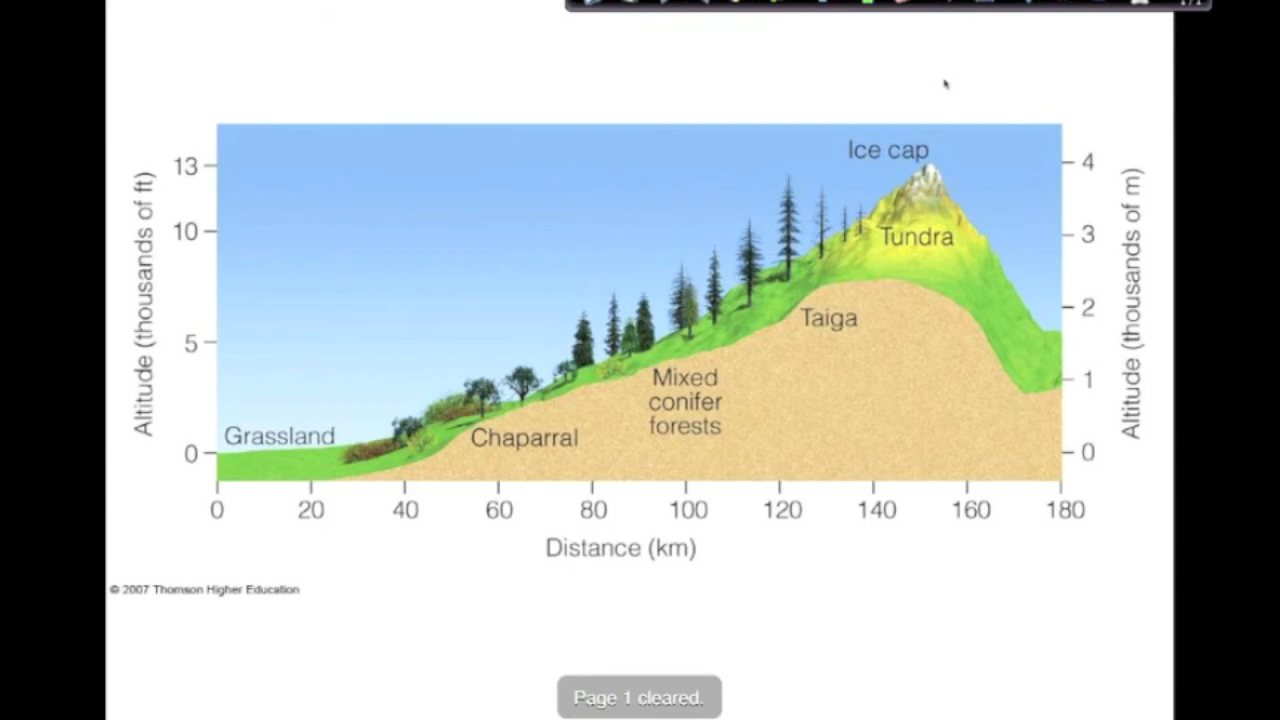 1/1
Ice cap
13
4
10
Tundra
3
Altitude (thousands of ft)
Altitude (thousands of m)
Taiga
2
5
Mixed
conifer
forests
1
Grassland
Chaparral
0
0
0 20 40 60 80 100 120 140 160 180
Distance (km)
© 2007 Thomson Higher Education
Page 1 cleared.